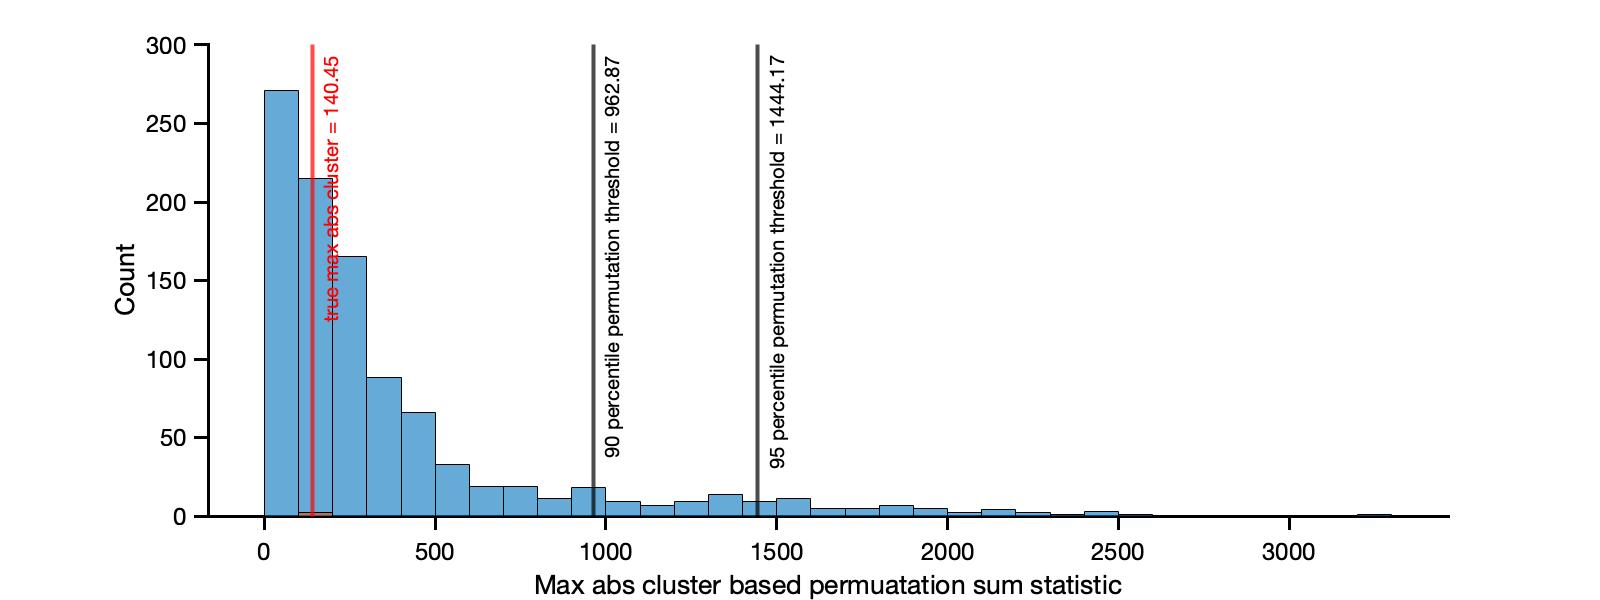 300
250
200
150
100
50
0
Count
true max abs cluster = 140.45
90 percentile permutation threshold = 962.87
95 percentile permutation threshold = 1444.17
0 500 1000 1500 2000 2500 3000
Max abs cluster based permuatation sum statistic